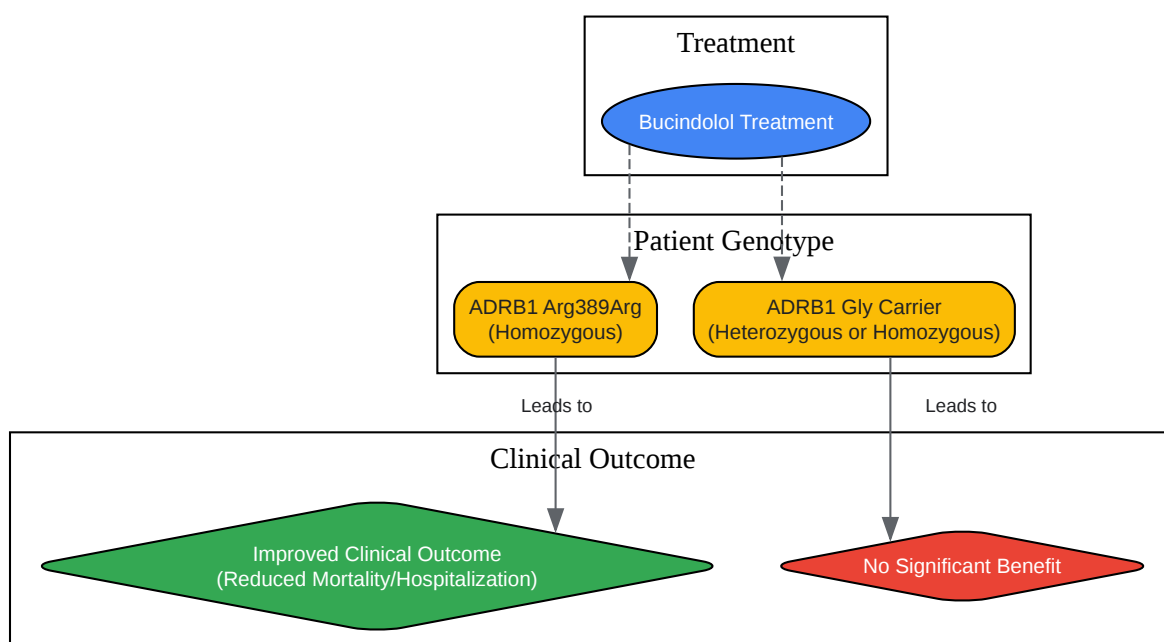 Treatment
Bucindolol Treatment
Patient Genotype
ADRB1 Arg389Arg
(Homozygous)
ADRB1 Gly Carrier
(Heterozygous or Homozygous)
Leads to
Leads to
Clinical Outcome
Improved Clinical Outcome
(Reduced Mortality/Hospitalization)
No Significant Benefit